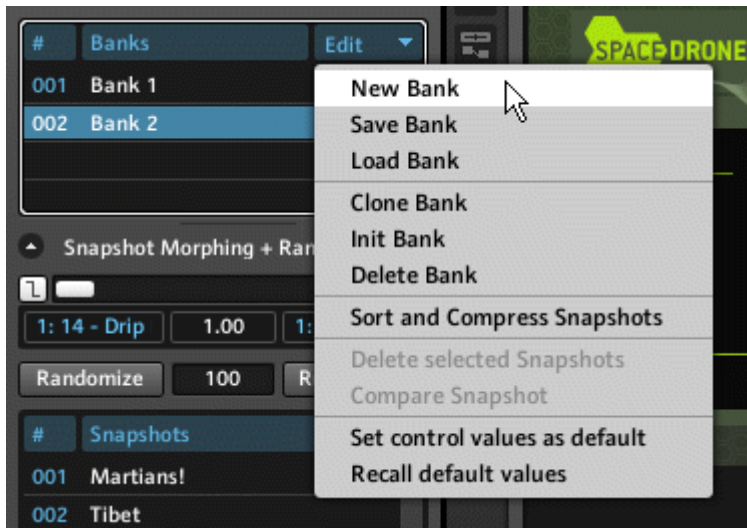 # Banks Edit
SPACE DRONE
001 Bank 1
002 Bank 2
New Bank
Save Bank
Load Bank
Clone Bank
Init Bank
Delete Bank
Sort and Compress Snapshots
Delete selected Snapshots
Compare Snapshot
Set control values as default
Recall default values
Snapshot Morphing +
1: 14 - Drip 1.00 1:
Randomize 100 R
# Snapshots
001 Martians!
002 Tibet